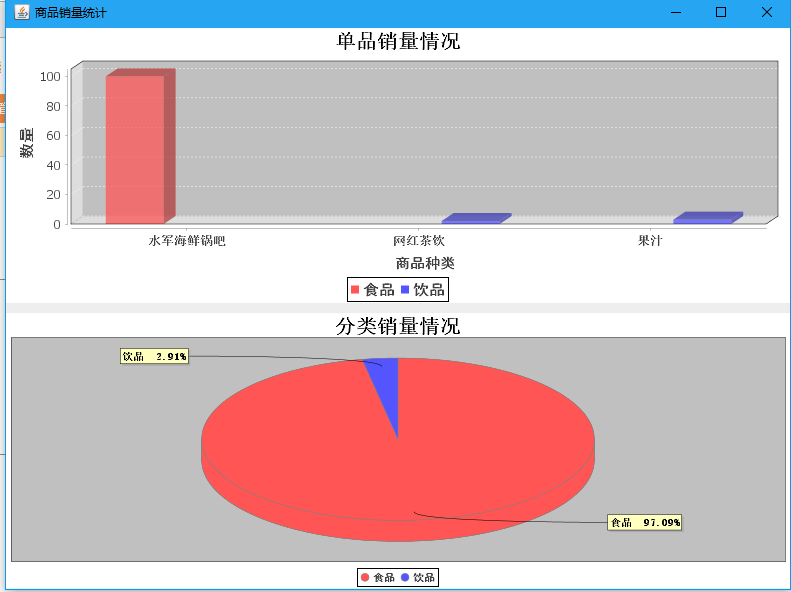 商品销量统计
单品销量情况
100
80
60
40
20
0
数量
水军海鲜锅吧 网红茶饮 果汁
商品种类
食品 饮品
分类销量情况
饮品 2.91%
食品 97.09%
食品 饮品